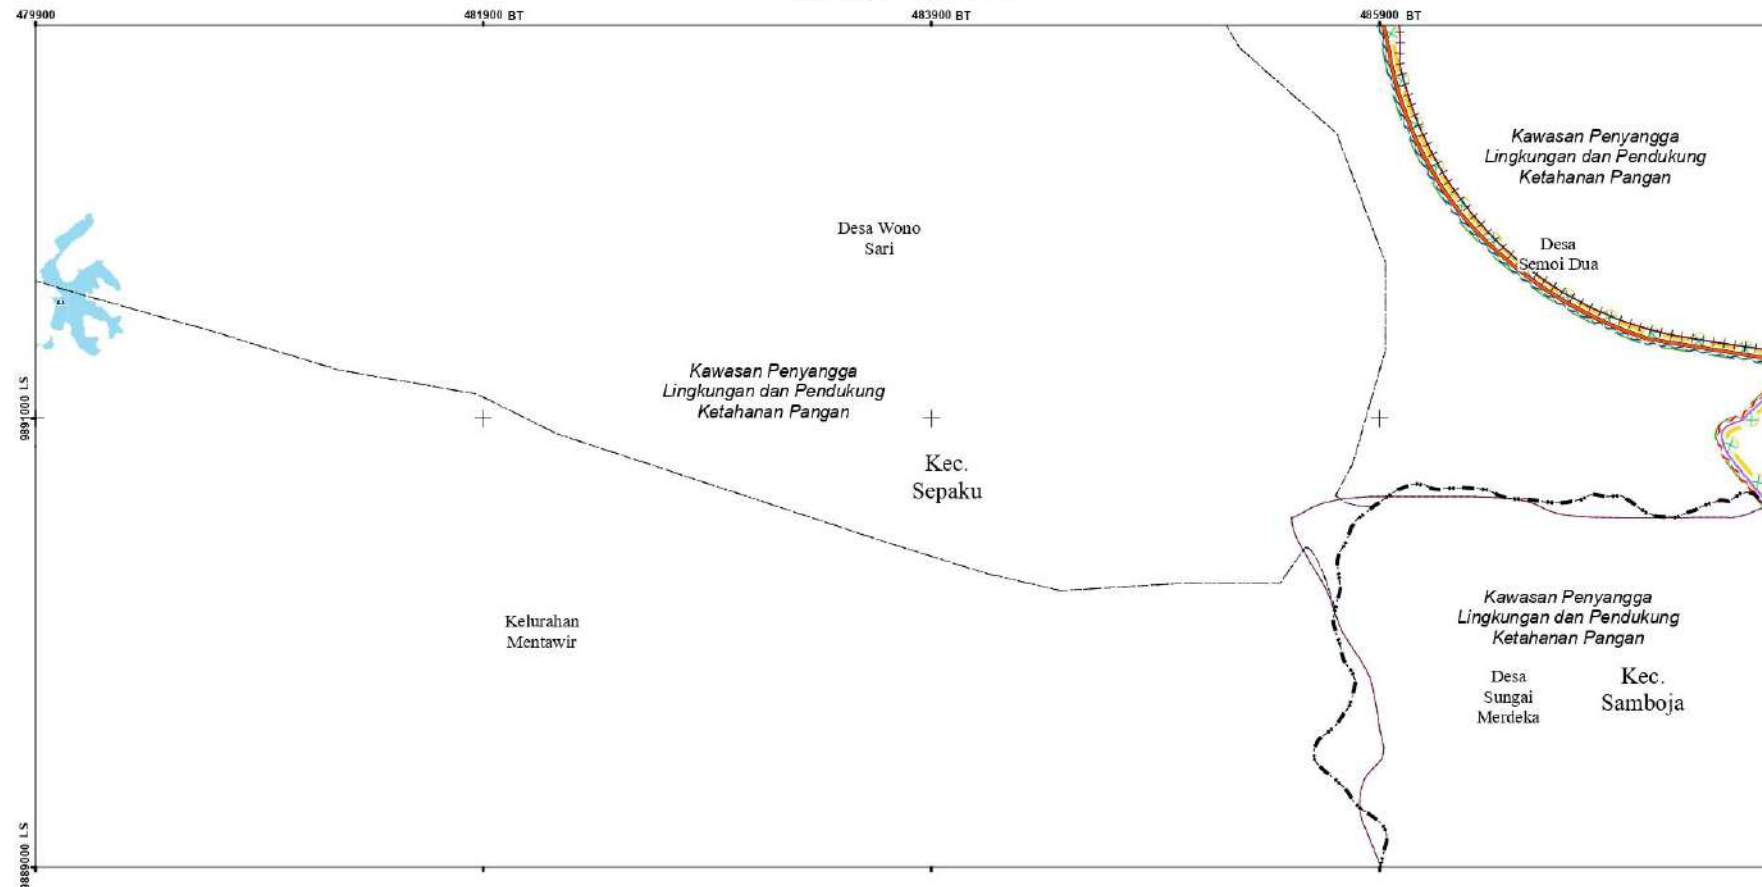 479900 BT
481900 BT
483900 BT
485900 BT
Kawasan Penyangga
Lingkungan dan Pendukung
Ketahanan Pangan
Desa Wono
Sari
Desa
Semoi Dua
Kawasan Penyangga
Lingkungan dan Pendukung
Ketahanan Pangan
9891000 LS
Kec.
Sepaku
Kelurahan
Mentawir
Kawasan Penyangga
Lingkungan dan Pendukung
Ketahanan Pangan
Desa
Sungai
Merdeka
Kec.
Samboja
9889000 LS